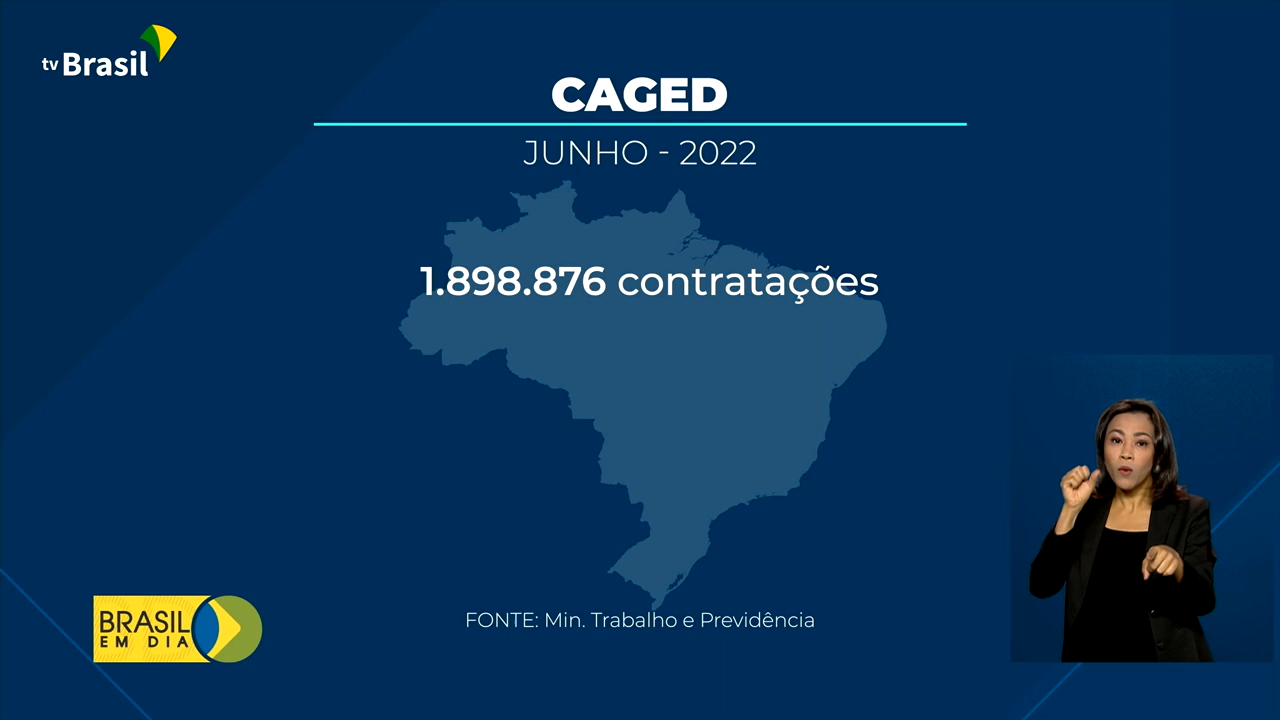 tv Brasil
CAGED
JUNHO - 2022
1.898.876 contratações
FONTE: Min. Trabalho e Previdência
BRASIL
EM DIA